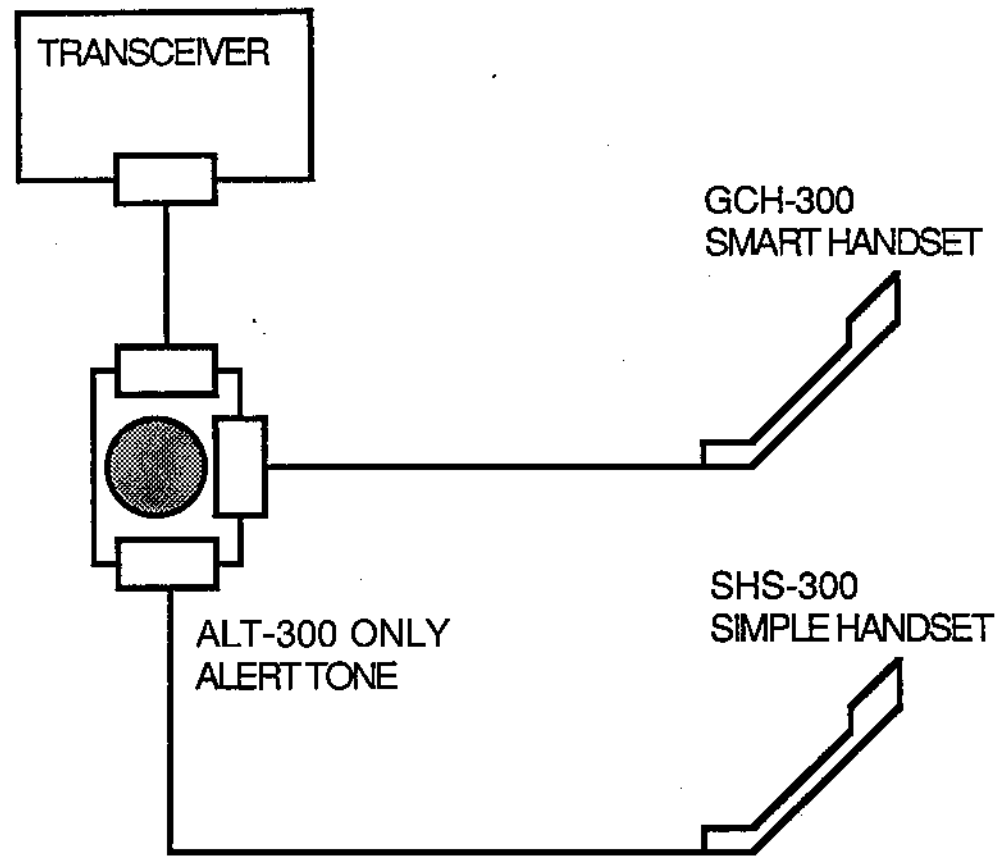 TRANSCEIVER
GCH-300
SMART HANDSET
ALT-300 ONLY
ALERT TONE
SHS-300
SIMPLE HANDSET